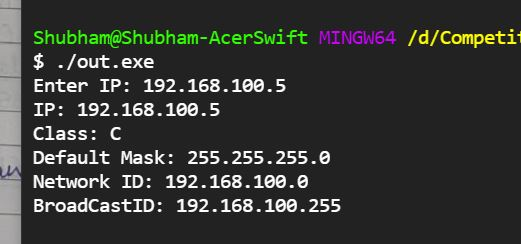 Shubham@Shubham-AcerSwift MINGW64 /d/Competit
$ ./out.exe
Enter IP: 192.168.100.5
IP: 192.168.100.5
Class: C
Default Mask: 255.255.255.0
Network ID: 192.168.100.0
BroadCastID: 192.168.100.255